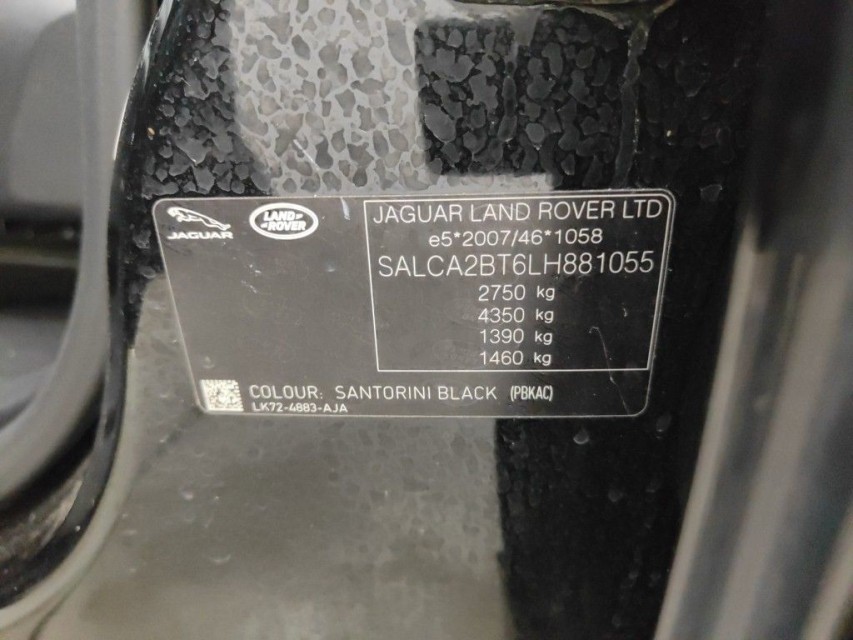 JAGUAR
LAND
ROVER
JAGUAR LAND ROVER LTD
e5*2007/46*1058
SALCA2BT6LH881055
2750 kg
4350 kg
1390 kg
1460 kg
COLOUR: SANTORINI BLACK (PBKAC)
LK72-4883-AJA